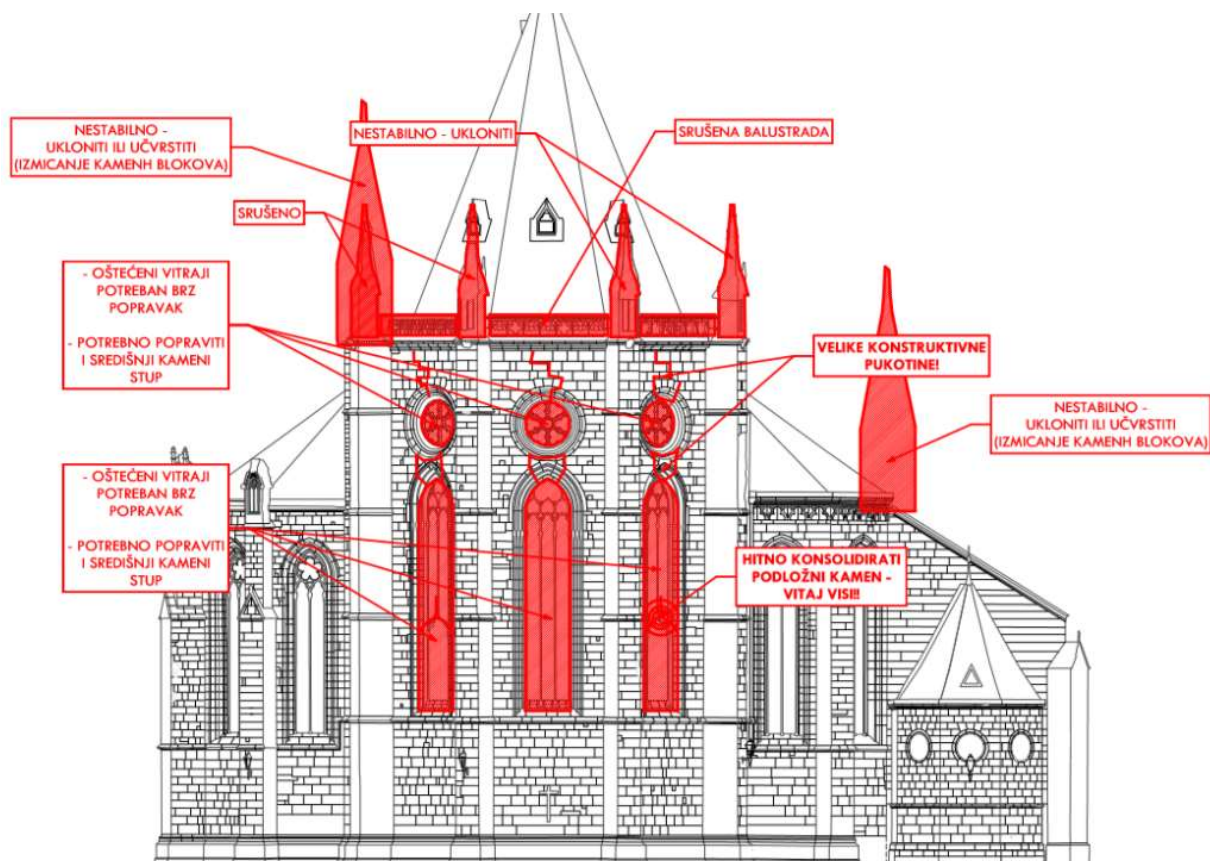 NESTABILNO -
UKLONITI ILI UČVRSTITI
(IZMICANJE KAMENH BLOKOVA)
NESTABILNO - UKLONITI
SRUŠENA BALUSTRADA
SRUŠENO
- OŠTEĆENI VITRAJI
POTREBAN BRZ
POPRAVAK
- POTREBNO POPRAVITI
I SREDIŠNJI KAMENI
STUP
VELIKE KONSTRUKTIVNE
PUKOTINE!
NESTABILNO -
UKLONITI ILI UČVRSTITI
(IZMICANJE KAMENH BLOKOVA)
- OŠTEĆENI VITRAJI
POTREBAN BRZ
POPRAVAK
- POTREBNO POPRAVITI
I SREDIŠNJI KAMENI
STUP
HITNO KONSOLIDIRATI
PODLOŽNI KAMEN -
VITAJ VISI!!